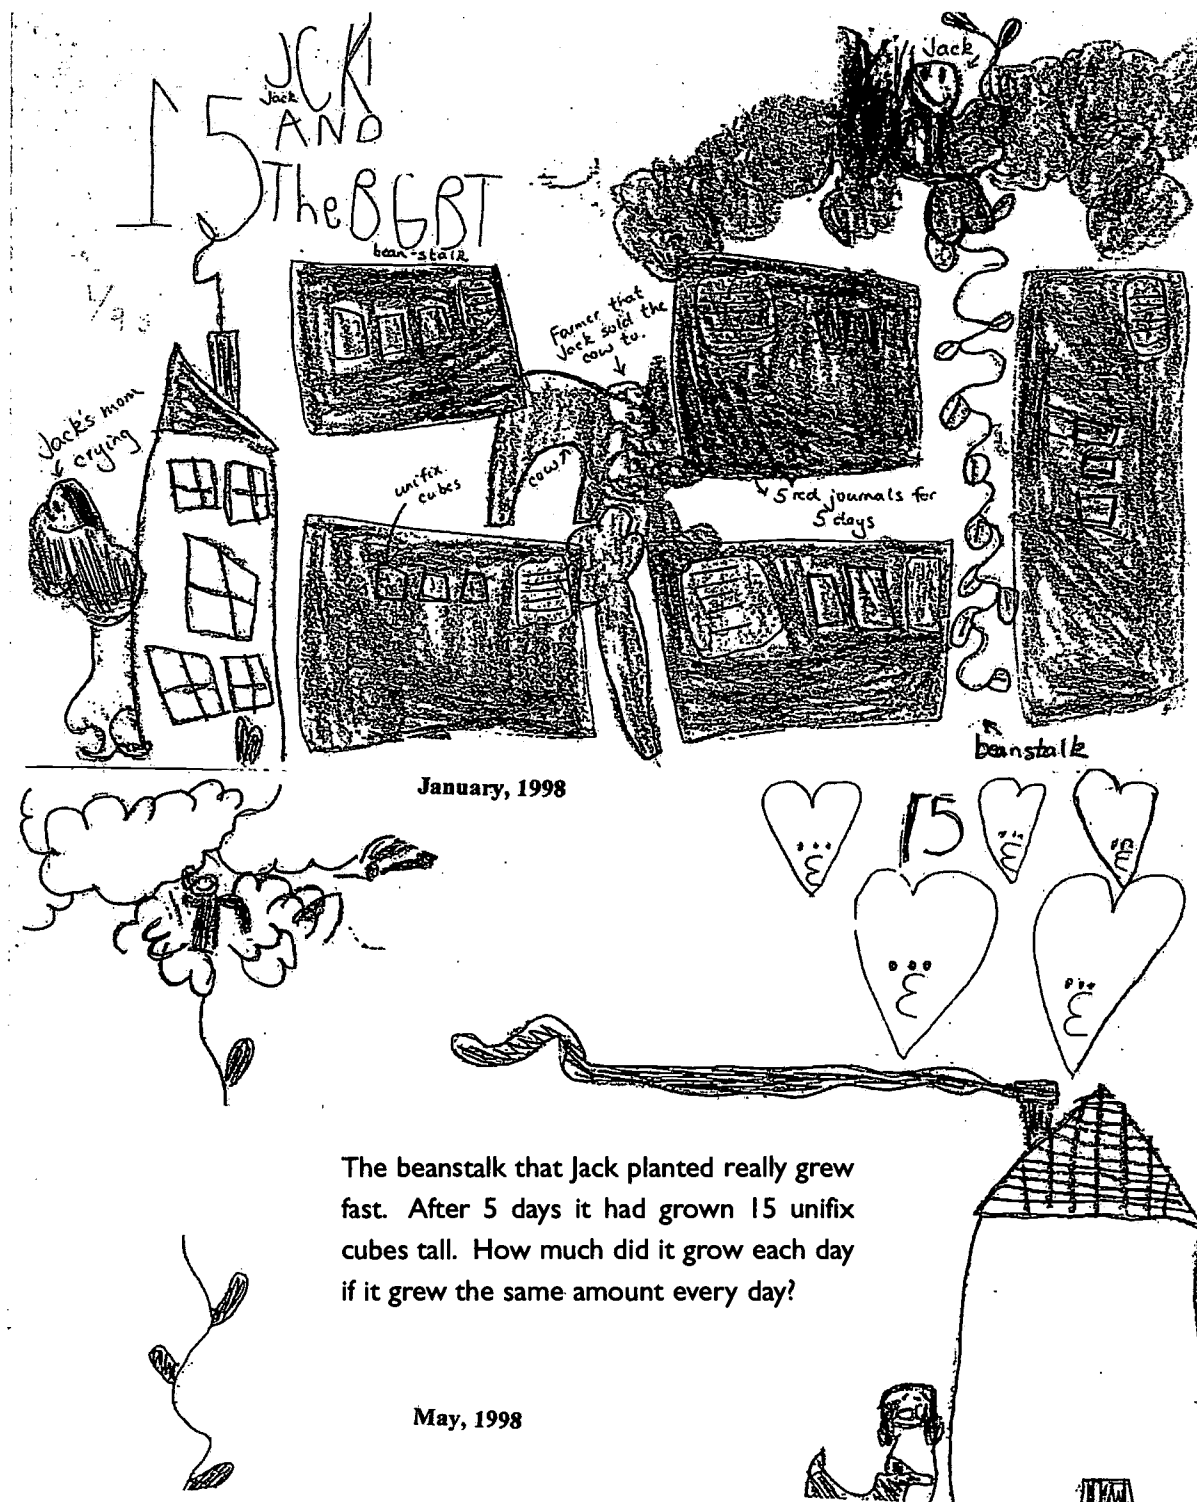 15
JCK
Jack
AND
The BGBT
bean-stalk
1/98
Jack
Farmer that
Jack sold the
cow to.
Jack's mom
crying
unifix
cubes
cow
5 red journals for
5 days
beanstalk
January, 1998
15
The beanstalk that Jack planted really grew
fast. After 5 days it had grown 15 unifix
cubes tall. How much did it grow each day
if it grew the same amount every day?
May, 1998